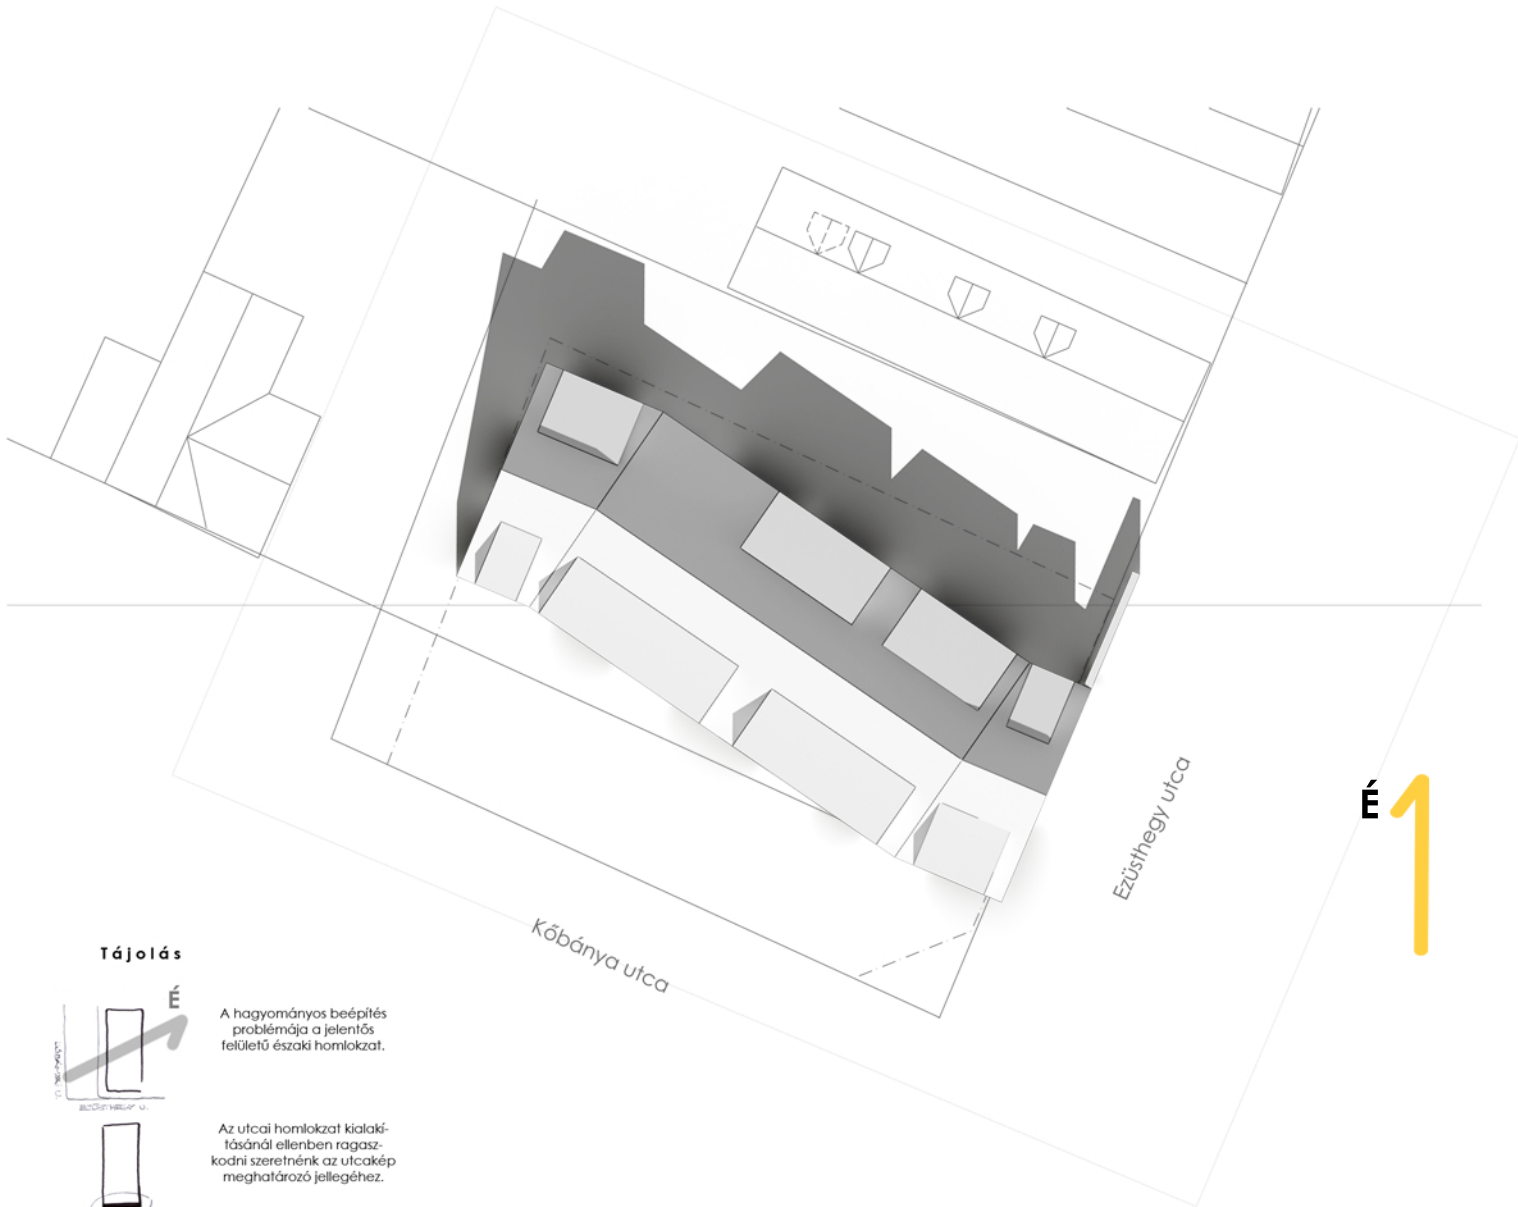 Ezüsthegy utca
É
Kőbánya utca
Tájolás
É
A hagyományos beépítés
problémája a jelentős
felületű északi homlokzat.
EZÜSTHEGY U.
Az utcai homlokzat kialakí-
tásánál ellenben ragasz-
kodni szeretnénk az utcakép
meghatározó jellegéhez.